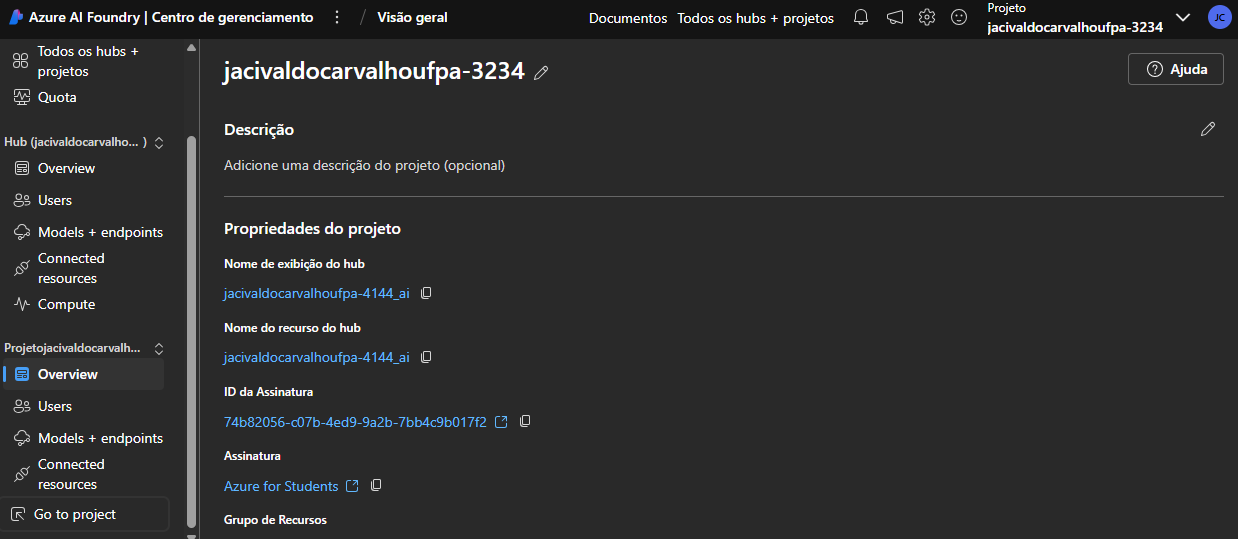 Azure AI Foundry | Centro de gerenciamento
/ Visão geral
Documentos
Todos os hubs + projetos
Projeto
jacivaldocarvalhoufpa-3234
JC
Todos os hubs +
projetos
Quota
Hub (jacivaldocarvalho... )
Overview
Users
Models + endpoints
Connected
resources
Compute
Projetojacivaldocarvalh...
Overview
Users
Models + endpoints
Connected
resources
Go to project
jacivaldocarvalhoufpa-3234
Ajuda
Descrição
Adicione uma descrição do projeto (opcional)
Propriedades do projeto
Nome de exibição do hub
jacivaldocarvalhoufpa-4144_ai
Nome do recurso do hub
jacivaldocarvalhoufpa-4144_ai
ID da Assinatura
74b82056-c07b-4ed9-9a2b-7bb4c9b017f2
Assinatura
Azure for Students
Grupo de Recursos